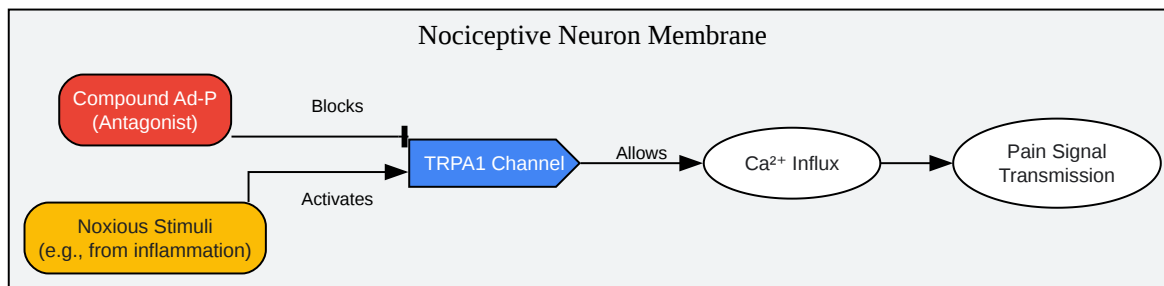 Nociceptive Neuron Membrane
Compound Ad-P
(Antagonist)
Blocks
TRPA1 Channel
Allows
Ca²⁺ Influx
Pain Signal
Transmission
Activates
Noxious Stimuli
(e.g., from inflammation)